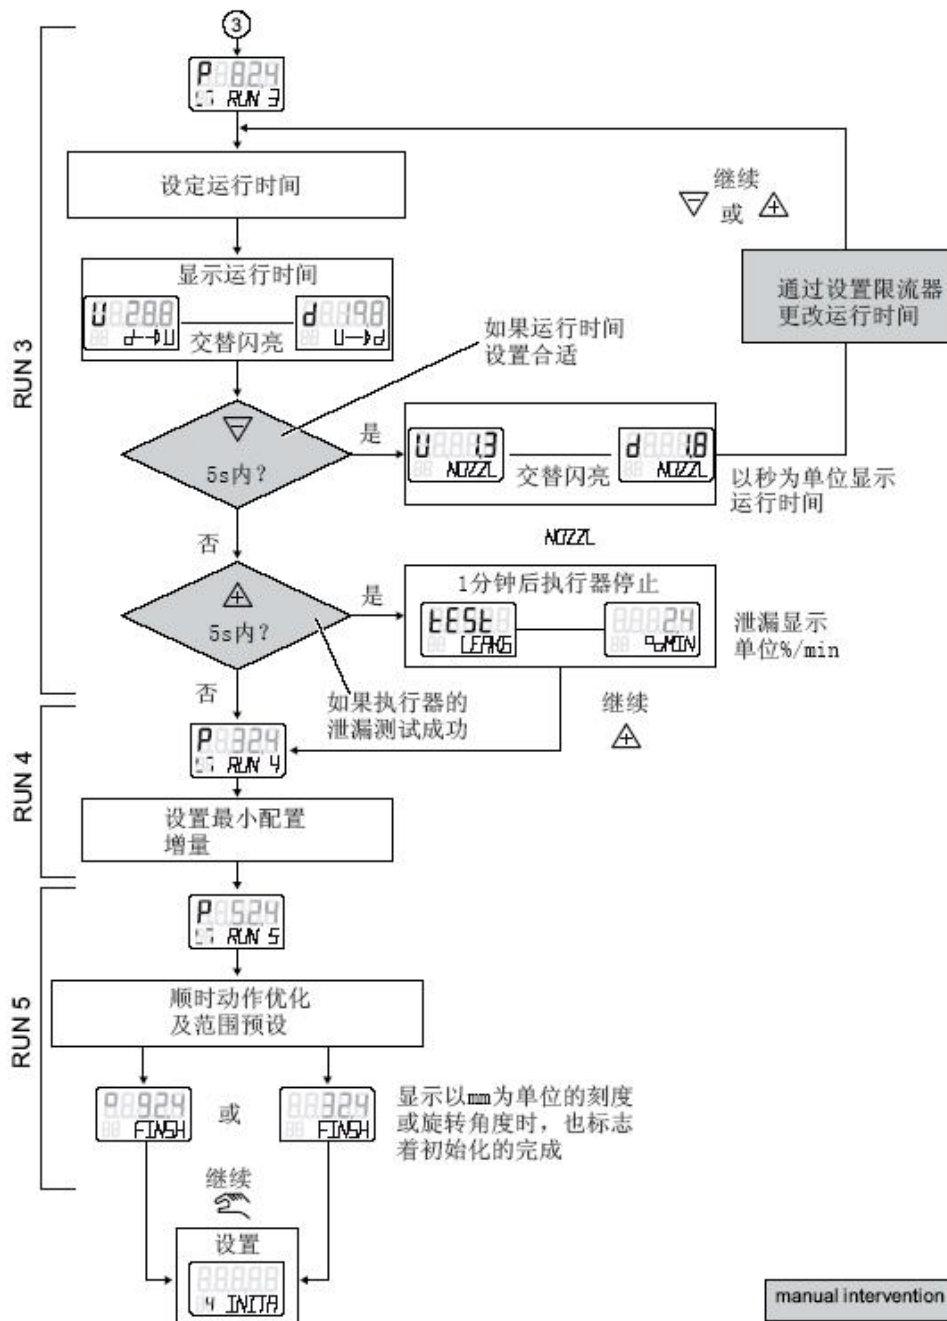 3
P 82.4
RUN 3
设定运行时间
继续
或
通过设置限流器
更改运行时间
显示运行时间
U 28.8
d-->U
d 19.8
U-->d
交替闪亮
如果运行时间
设置合适
RUN 3
5s内?
是
U 1.3
NOZZL
d 1.8
NOZZL
交替闪亮
以秒为单位显示
运行时间
否
NOZZL
5s内?
是
1分钟后执行器停止
tESt
LEAKG
2.4
%/MIN
泄漏显示
单位%/min
否
如果执行器的
泄漏测试成功
继续
P 32.4
RUN 4
RUN 4
设置最小配置
增量
P 52.4
RUN 5
RUN 5
顺时动作优化
及范围预设
92.4
FINSH
或
32.4
FINSH
显示以mm为单位的刻度
或旋转角度时, 也标志
着初始化的完成
继续
设置
4 INITA
manual intervention